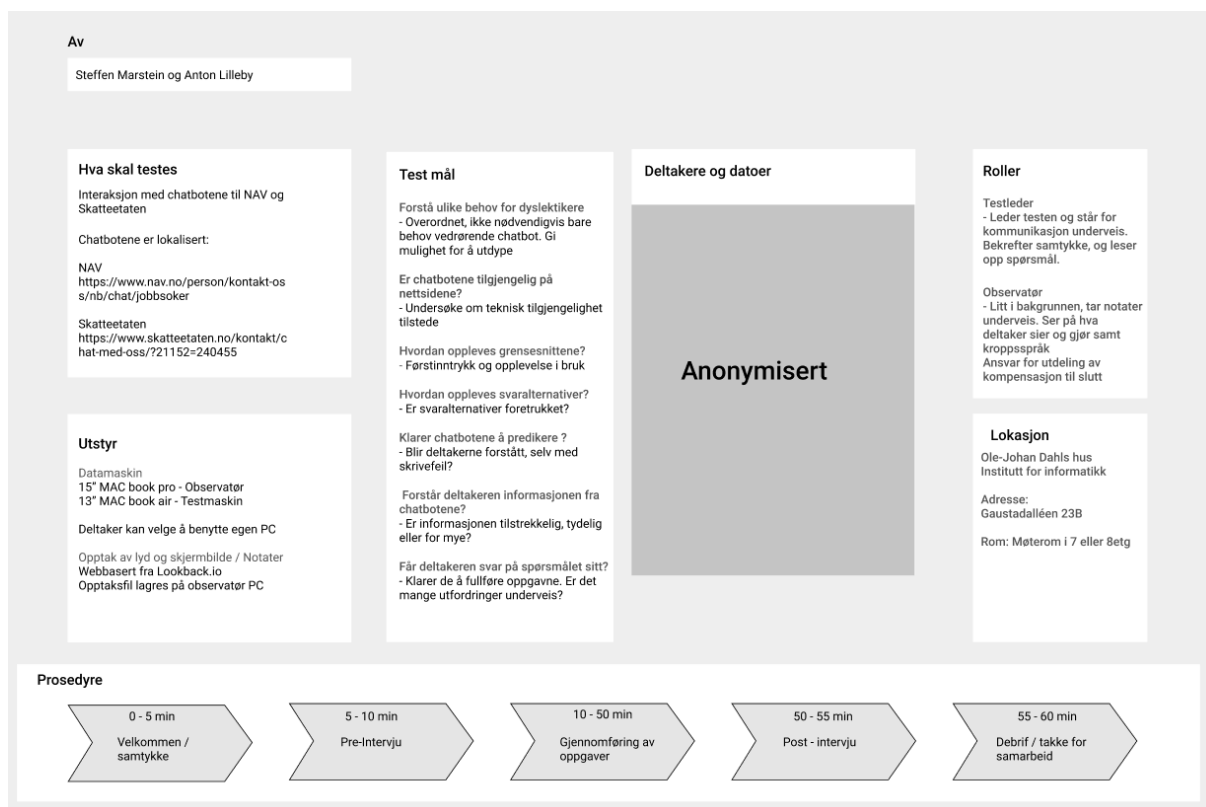 Av
Steffen Marstein og Anton Lilleby
Hva skal testes
Interaksjon med chatbotene til NAV og
Skatteetaten
Chatbotene er lokalisert:
NAV
https://www.nav.no/person/kontakt-os
s/nb/chat/jobbsoker
Skatteetaten
https://www.skatteetaten.no/kontakt/c
hat-med-oss/?21152=240455
Utstyr
Datamaskin
15” MAC book pro - Observatør
13” MAC book air - Testmaskin
Deltaker kan velge å benytte egen PC
Opptak av lyd og skjermbilde / Notater
Webbasert fra Lookback.io
Opptaksfil lagres på observatør PC
Test mål
Forstå ulike behov for dyslektikere
- Overordnet, ikke nødvendigvis bare
behov vedrørende chatbot. Gi
mulighet for å utdype
Er chatbotene tilgjengelig på
nettsidene?
- Undersøke om teknisk tilgjengelighet
tilstede
Hvordan oppleves grensesnittene?
- Førstinntrykk og opplevelse i bruk
Hvordan oppleves svaralternativer?
- Er svaralternativer foretrukket?
Klarer chatbotene å predikere ?
- Blir deltakerne forstått, selv med
skrivefeil?
Forstår deltakeren informasjonen fra
chatbotene?
- Er informasjonen tilstrekkelig, tydelig
eller for mye?
Får deltakeren svar på spørsmålet sitt?
- Klarer de å fullføre oppgavne. Er det
mange utfordringer underveis?
Deltakere og datoer
Anonymisert
Roller
Testleder
- Leder testen og står for
kommunikasjon underveis.
Bekrefter samtykke, og leser
opp spørsmål.
Observatør
- Litt i bakgrunnen, tar notater
underveis. Ser på hva
deltaker sier og gjør samt
kroppsspråk
Ansvar for utdeling av
kompensasjon til slutt
Lokasjon
Ole-Johan Dahls hus
Institutt for informatikk
Adresse:
Gaustadalléen 23B
Rom: Møterom i 7 eller 8etg
Prosedyre
0 - 5 min
Velkommen /
samtykke
5 - 10 min
Pre-Intervju
10 - 50 min
Gjennomføring av
oppgaver
50 - 55 min
Post - intervju
55 - 60 min
Debrif / takke for
samarbeid